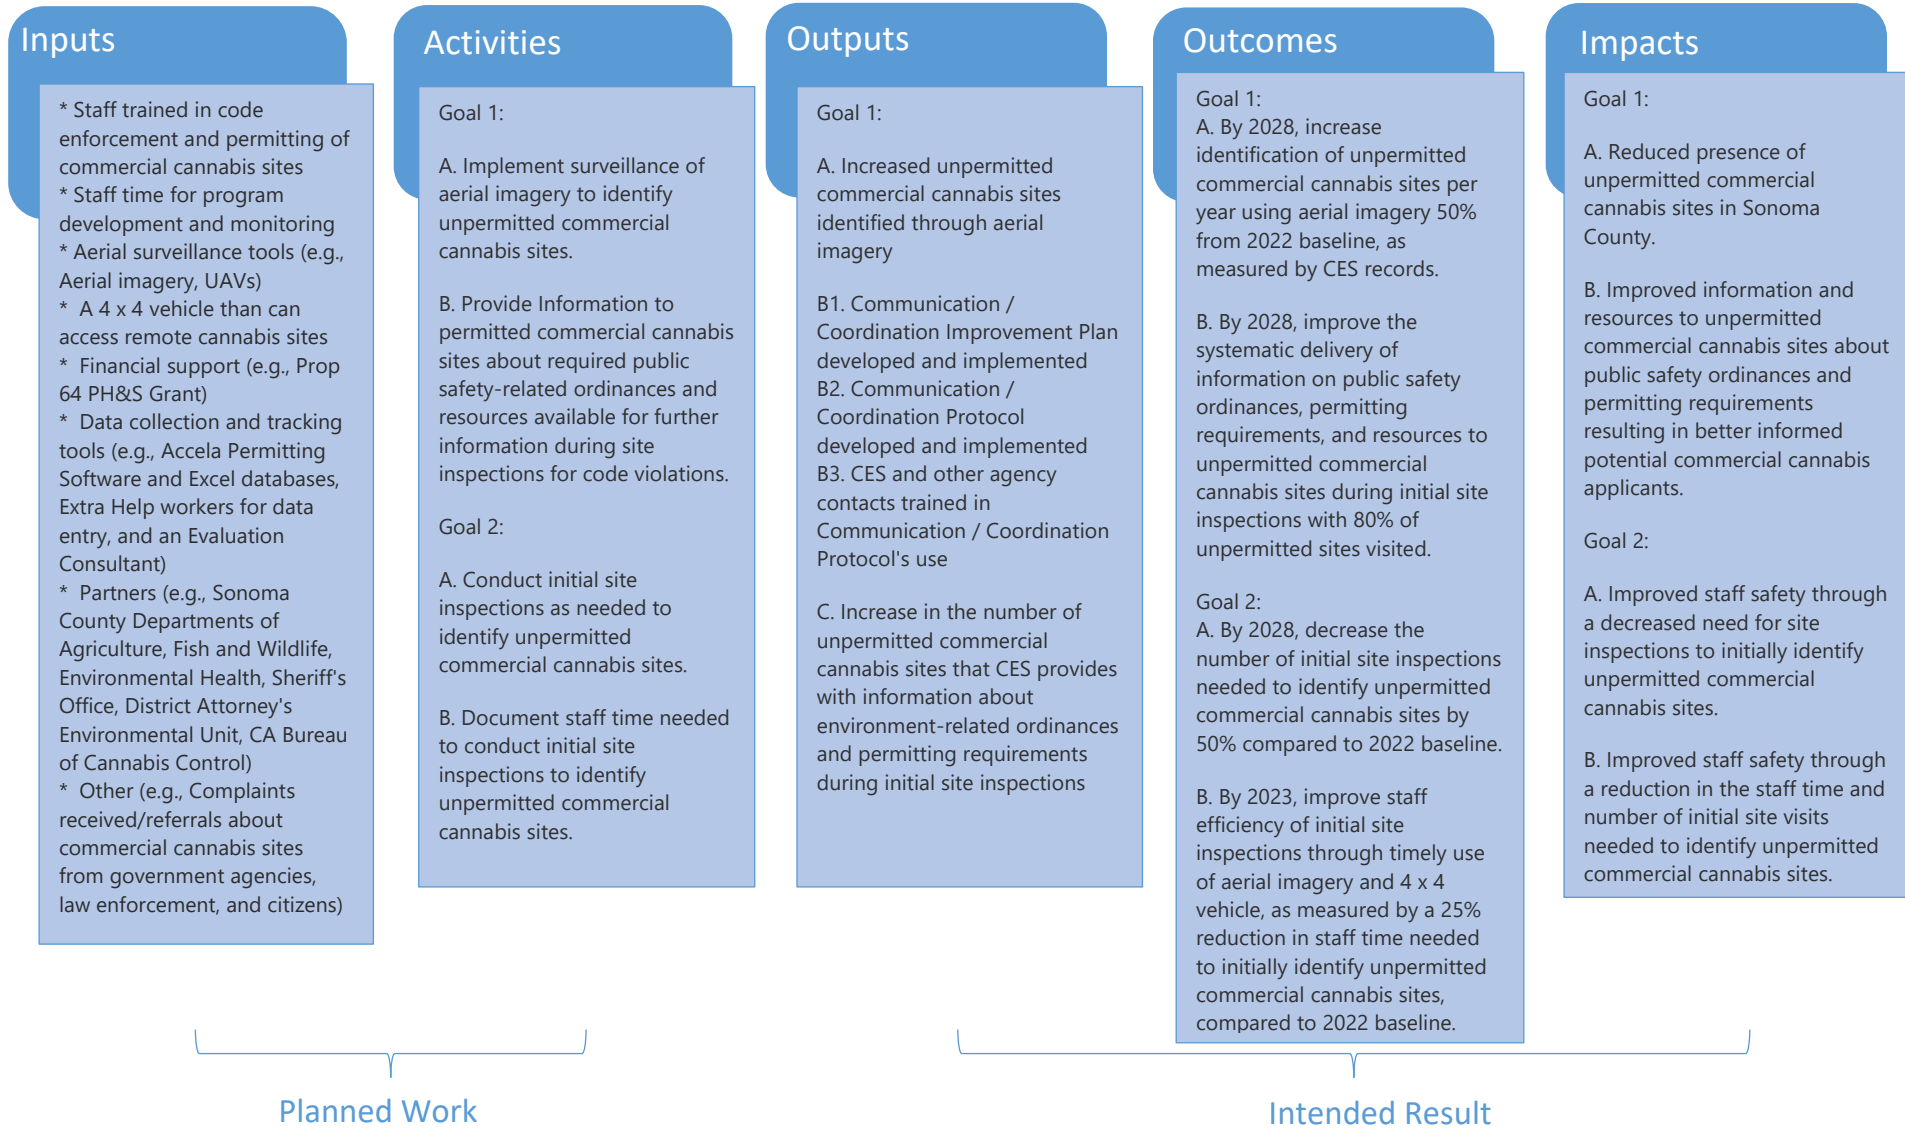 Inputs
* Staff trained in code
enforcement and permitting of
commercial cannabis sites
* Staff time for program
development and monitoring
* Aerial surveillance tools (e.g.,
Aerial imagery, UAVs)
* A 4 x 4 vehicle than can
access remote cannabis sites
* Financial support (e.g., Prop
64 PH&S Grant)
* Data collection and tracking
tools (e.g., Accela Permitting
Software and Excel databases,
Extra Help workers for data
entry, and an Evaluation
Consultant)
* Partners (e.g., Sonoma
County Departments of
Agriculture, Fish and Wildlife,
Environmental Health, Sheriff's
Office, District Attorney's
Environmental Unit, CA Bureau
of Cannabis Control)
* Other (e.g., Complaints
received/referrals about
commercial cannabis sites
from government agencies,
law enforcement, and citizens)
Activities
Goal 1:
A. Implement surveillance of
aerial imagery to identify
unpermitted commercial
cannabis sites.
B. Provide Information to
permitted commercial cannabis
sites about required public
safety-related ordinances and
resources available for further
information during site
inspections for code violations.
Goal 2:
A. Conduct initial site
inspections as needed to
identify unpermitted
commercial cannabis sites.
B. Document staff time needed
to conduct initial site
inspections to identify
unpermitted commercial
cannabis sites.
Outputs
Goal 1:
A. Increased unpermitted
commercial cannabis sites
identified through aerial
imagery
B1. Communication /
Coordination Improvement Plan
developed and implemented
B2. Communication /
Coordination Protocol
developed and implemented
B3. CES and other agency
contacts trained in
Communication / Coordination
Protocol's use
C. Increase in the number of
unpermitted commercial
cannabis sites that CES provides
with information about
environment-related ordinances
and permitting requirements
during initial site inspections
Outcomes
Goal 1:
A. By 2028, increase
identification of unpermitted
commercial cannabis sites per
year using aerial imagery 50%
from 2022 baseline, as
measured by CES records.
B. By 2028, improve the
systematic delivery of
information on public safety
ordinances, permitting
requirements, and resources to
unpermitted commercial
cannabis sites during initial site
inspections with 80% of
unpermitted sites visited.
Goal 2:
A. By 2028, decrease the
number of initial site inspections
needed to identify unpermitted
commercial cannabis sites by
50% compared to 2022 baseline.
B. By 2023, improve staff
efficiency of initial site
inspections through timely use
of aerial imagery and 4 x 4
vehicle, as measured by a 25%
reduction in staff time needed
to initially identify unpermitted
commercial cannabis sites,
compared to 2022 baseline.
Impacts
Goal 1:
A. Reduced presence of
unpermitted commercial
cannabis sites in Sonoma
County.
B. Improved information and
resources to unpermitted
commercial cannabis sites about
public safety ordinances and
permitting requirements
resulting in better informed
potential commercial cannabis
applicants.
Goal 2:
A. Improved staff safety through
a decreased need for site
inspections to initially identify
unpermitted commercial
cannabis sites.
B. Improved staff safety through
a reduction in the staff time and
number of initial site visits
needed to identify unpermitted
commercial cannabis sites.
Planned Work
Intended Result